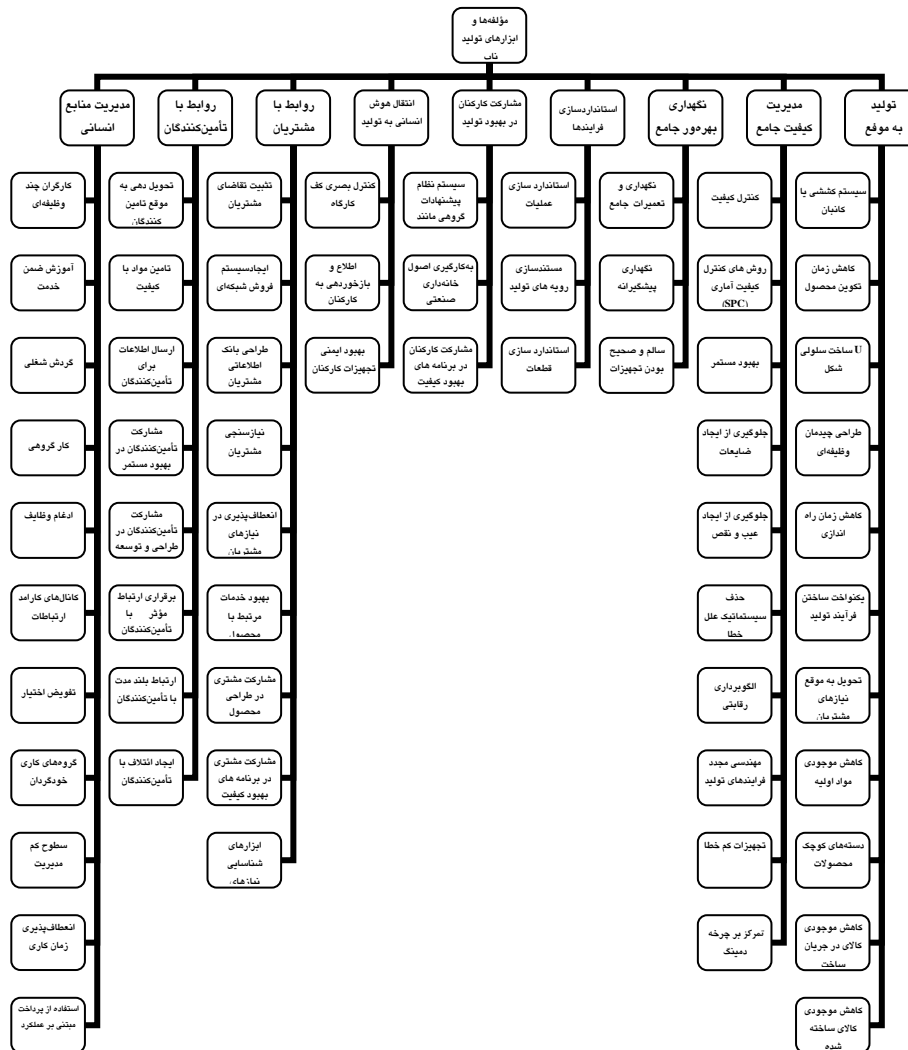 مؤلفه‌ها و
ابزارهای تولید
ناب
تولید
به موقع
سیستم کششی یا
کانبان
کاهش زمان
تکوین محصول
ساخت سلولی U
شکل
طراحی چیدمان
وظیفه‌ای
کاهش زمان راه
اندازی
یکنواخت ساختن
فرآیند تولید
تحویل به موقع
نیازهای
مشتریان
کاهش موجودی
مواد اولیه
دسته‌های کوچک
محصولات
کاهش موجودی
کالای در جریان
ساخت
کاهش موجودی
کالای ساخته
شده
مدیریت
کیفیت جامع
کنترل کیفیت
روش های کنترل
کیفیت آماری
(SPC)
بهبود مستمر
جلوگیری از ایجاد
ضایعات
جلوگیری از ایجاد
عیب و نقص
حذف
سیستماتیک علل
خطا
الگوبرداری
رقابتی
مهندسی مجدد
فرایندهای تولید
تجهیزات کم خطا
تمرکز بر چرخه
دمینگ
نگهداری
بهره‌ور جامع
نگهداری و
تعمیرات جامع
نگهداری
پیشگیرانه
سالم و صحیح
بودن تجهیزات
استانداردسازی
فرایندها
استاندارد سازی
عملیات
مستندسازی
رویه های تولید
استاندارد سازی
قطعات
مشارکت کارکنان
در بهبود تولید
سیستم نظام
پیشنهادات
گروهی مانند
به‌کارگیری اصول
خانه‌داری
صنعتی
مشارکت کارکنان
در برنامه های
بهبود کیفیت
انتقال هوش
انسانی به تولید
کنترل بصری کف
کارگاه
اطلاع و
بازخوردهی به
کارکنان
بهبود ایمنی
تجهیزات کارکنان
روابط با
مشتریان
تثبیت تقاضای
مشتریان
ایجادسیستم
فروش شبکه‌ای
طراحی بانک
اطلاعاتی
مشتریان
نیازسنجی
مشتریان
انعطاف‌پذیری در
نیازهای
مشتریان
بهبود خدمات
مرتبط با
محصول
مشارکت مشتری
در طراحی
محصول
مشارکت مشتری
در برنامه های
بهبود کیفیت
ابزارهای
شناسایی
نیازهای
روابط با
تأمین‌کنندگان
تحویل دهی به
موقع تامین
کنندگان
تامین مواد با
کیفیت
ارسال اطلاعات
برای
تأمین‌کنندگان
مشارکت
تأمین‌کنندگان در
بهبود مستمر
مشارکت
تأمین‌کنندگان در
طراحی و توسعه
برقراری ارتباط
مؤثر با
تأمین‌کنندگان
ارتباط بلند مدت
با تأمین‌کنندگان
ایجاد ائتلاف با
تأمین‌کنندگان
مدیریت منابع
انسانی
کارگران چند
وظیفه‌ای
آموزش ضمن
خدمت
گردش شغلی
کار گروهی
ادغام وظایف
کانال‌های کارامد
ارتباطات
تفویض اختیار
گروه‌های کاری
خودگردان
سطوح کم
مدیریت
انعطاف‌پذیری
زمان کاری
استفاده از پرداخت
مبتنی بر عملکرد